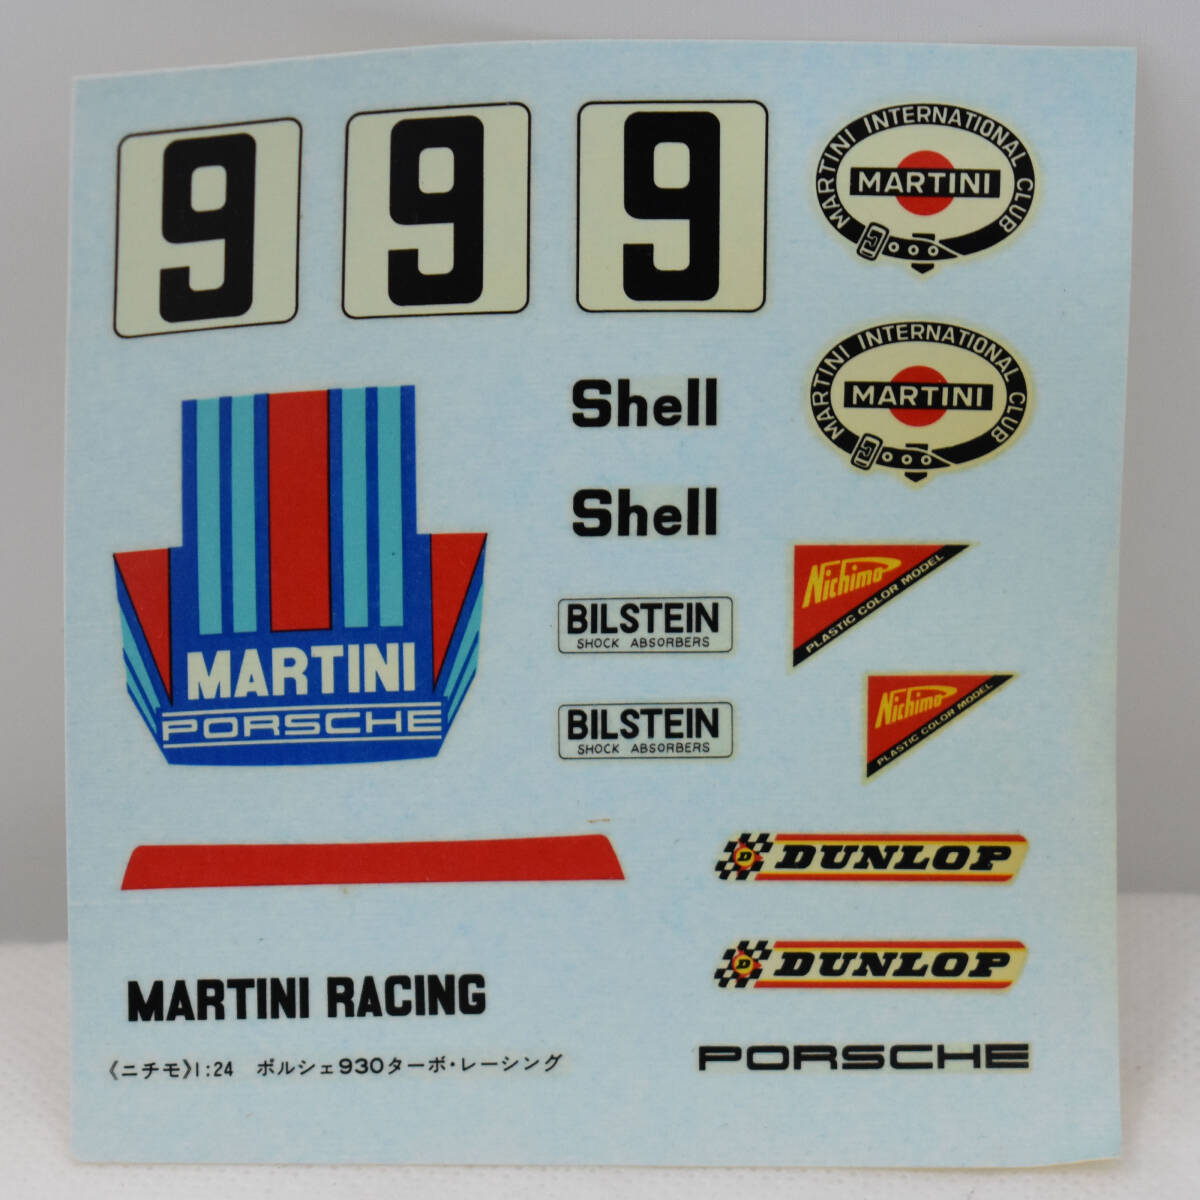 9 9 9
MARTINI INTERNATIONAL CLUB
MARTINI
MARTINI INTERNATIONAL CLUB
MARTINI
Shell
Shell
MARTINI
PORSCHE
BILSTEIN
SHOCK ABSORBERS
BILSTEIN
SHOCK ABSORBERS
Nichimo
PLASTIC COLOR MODEL
Nichimo
PLASTIC COLOR MODEL
D DUNLOP
D DUNLOP
MARTINI RACING
《ニチモ》1:24 ポルシェ930ターボ・レーシング
PORSCHE